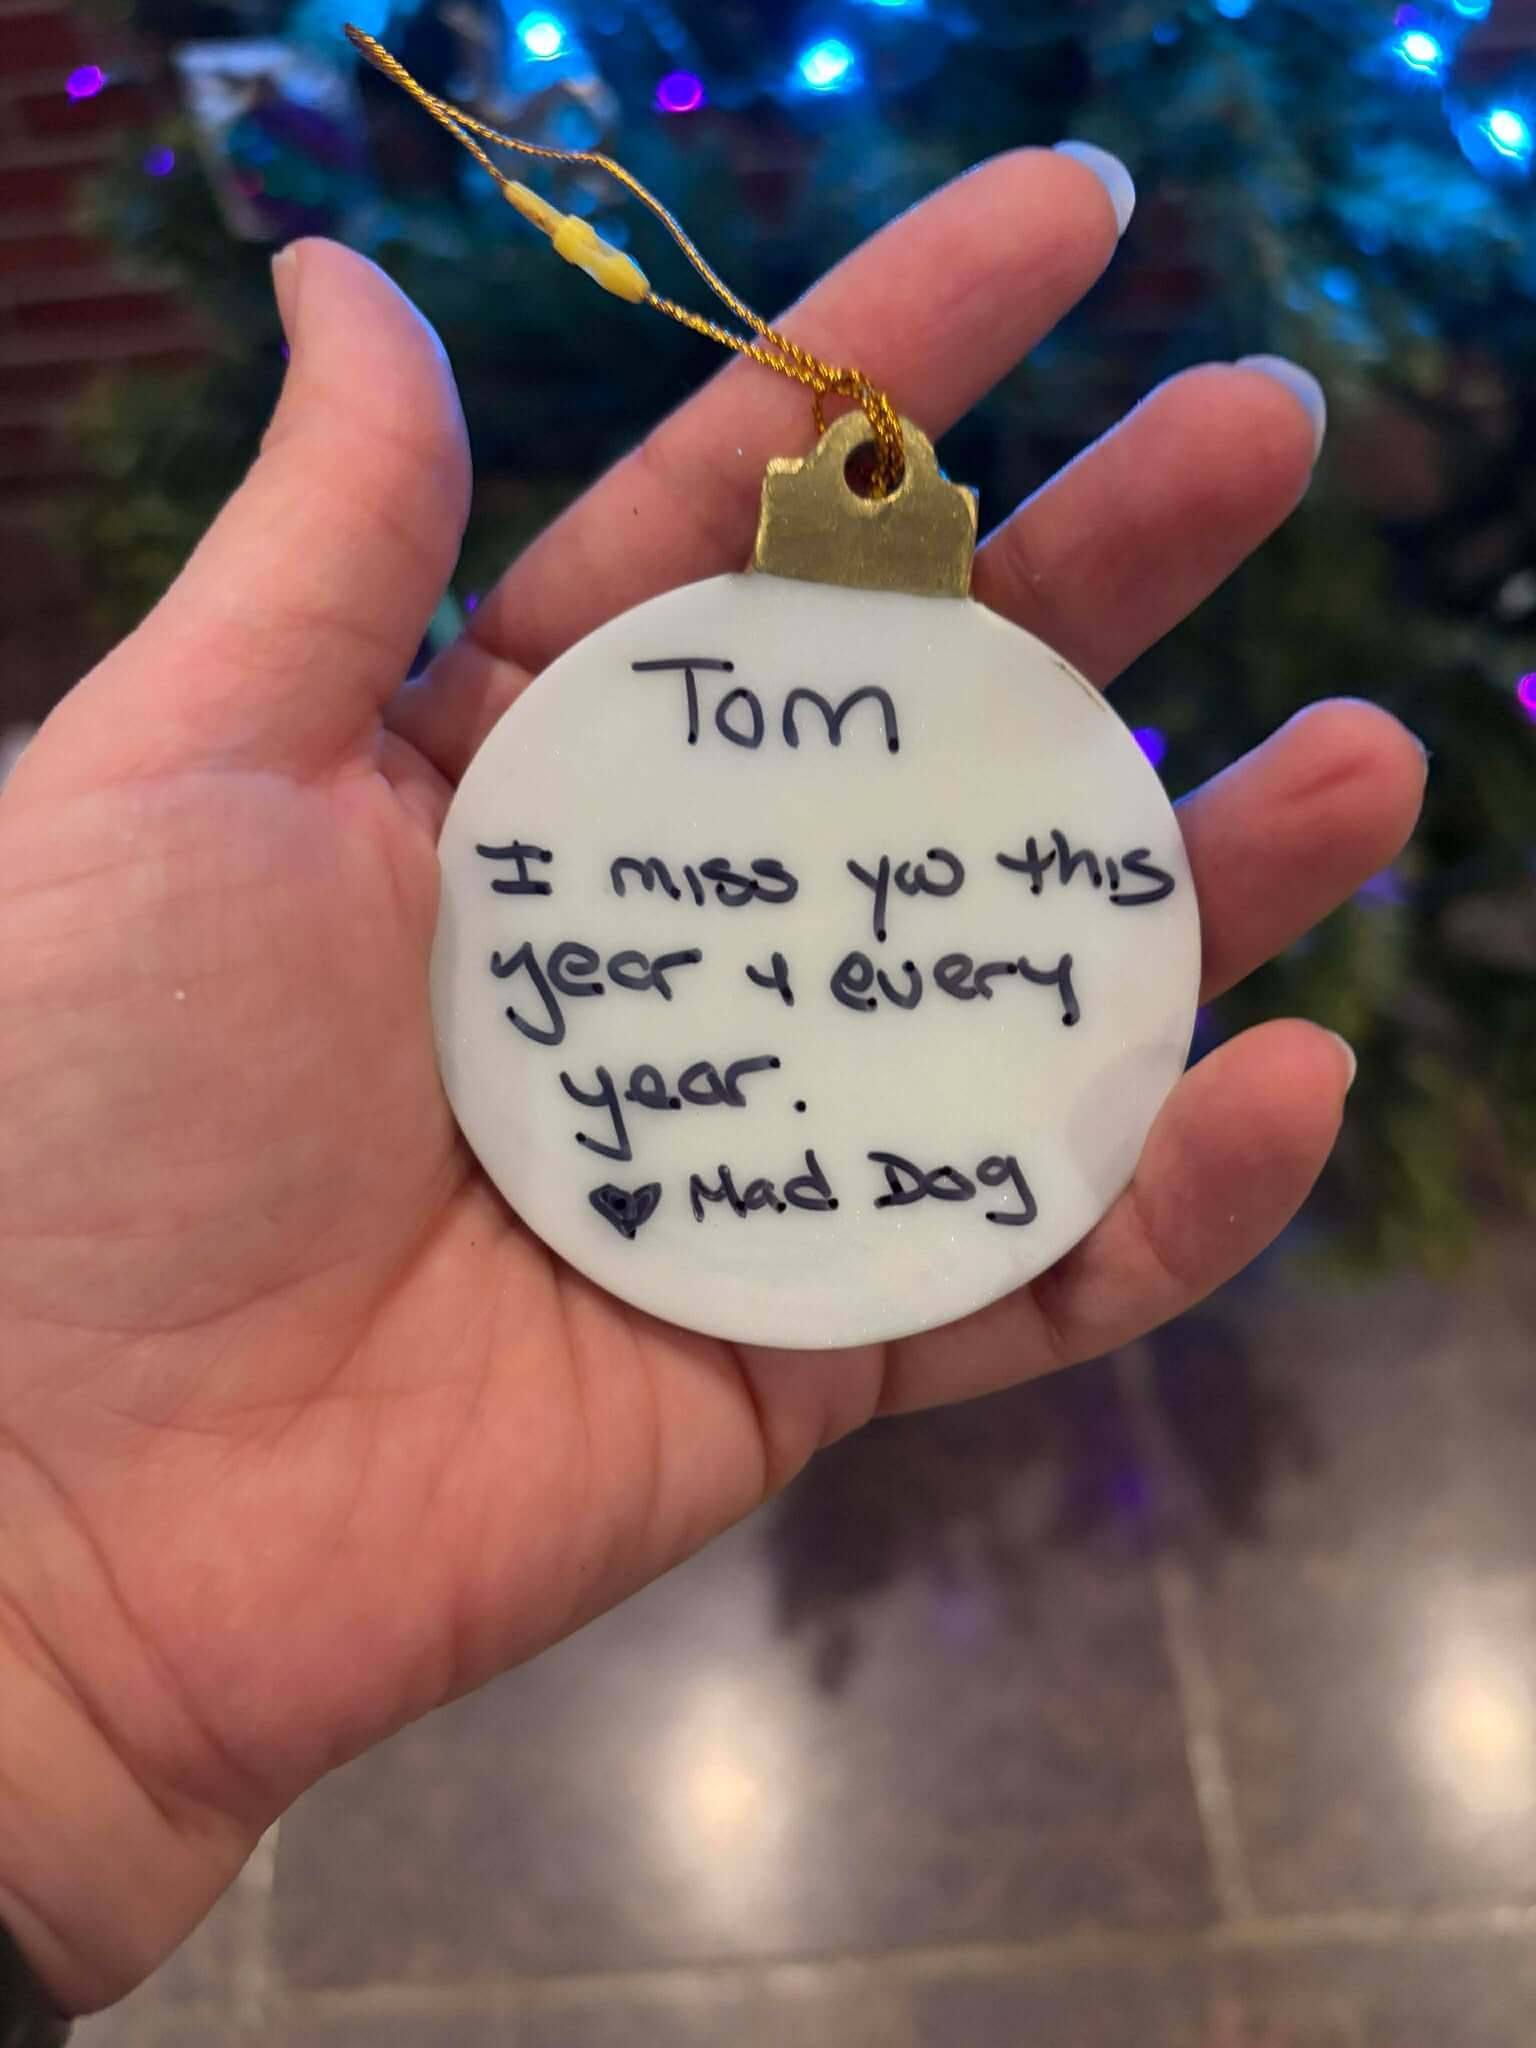 Tom
I miss you this
year + every
year.
♥ Mad Dog